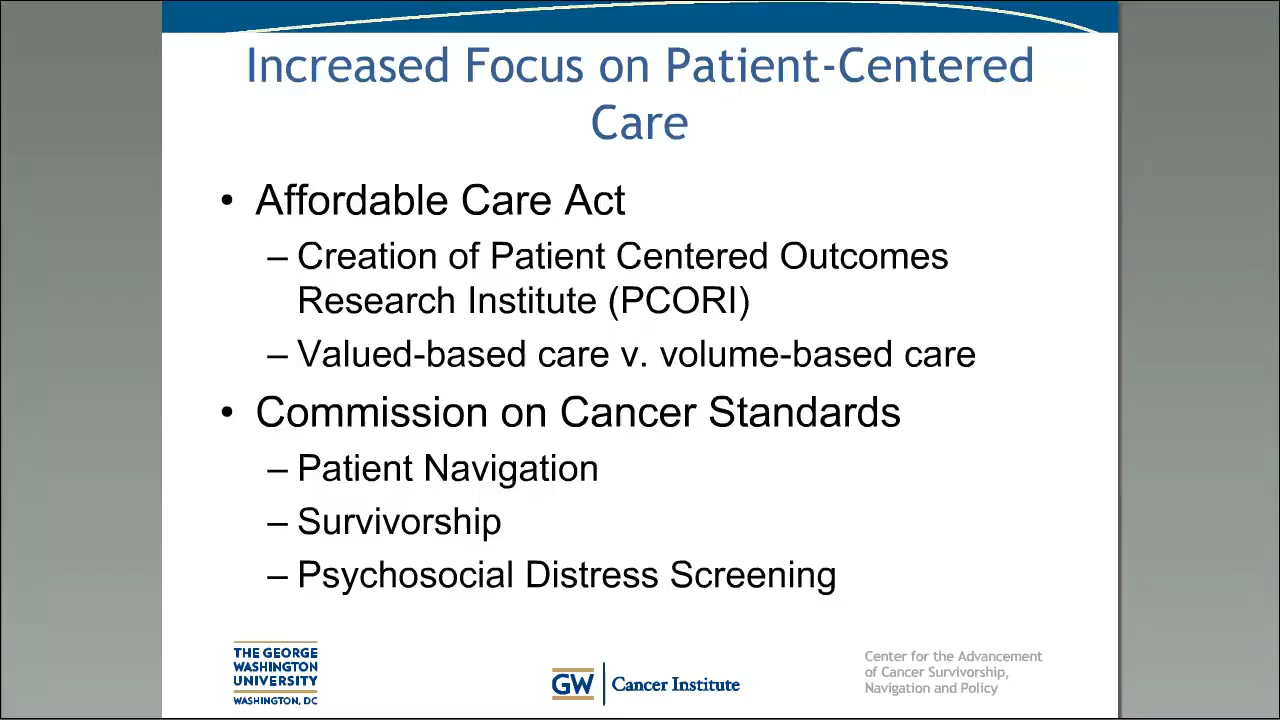 Increased Focus on Patient-Centered
Care
• Affordable Care Act
– Creation of Patient Centered Outcomes
Research Institute (PCORI)
– Valued-based care v. volume-based care
• Commission on Cancer Standards
– Patient Navigation
– Survivorship
– Psychosocial Distress Screening
THE GEORGE
WASHINGTON
UNIVERSITY
WASHINGTON, DC
GW Cancer Institute
Center for the Advancement
of Cancer Survivorship,
Navigation and Policy